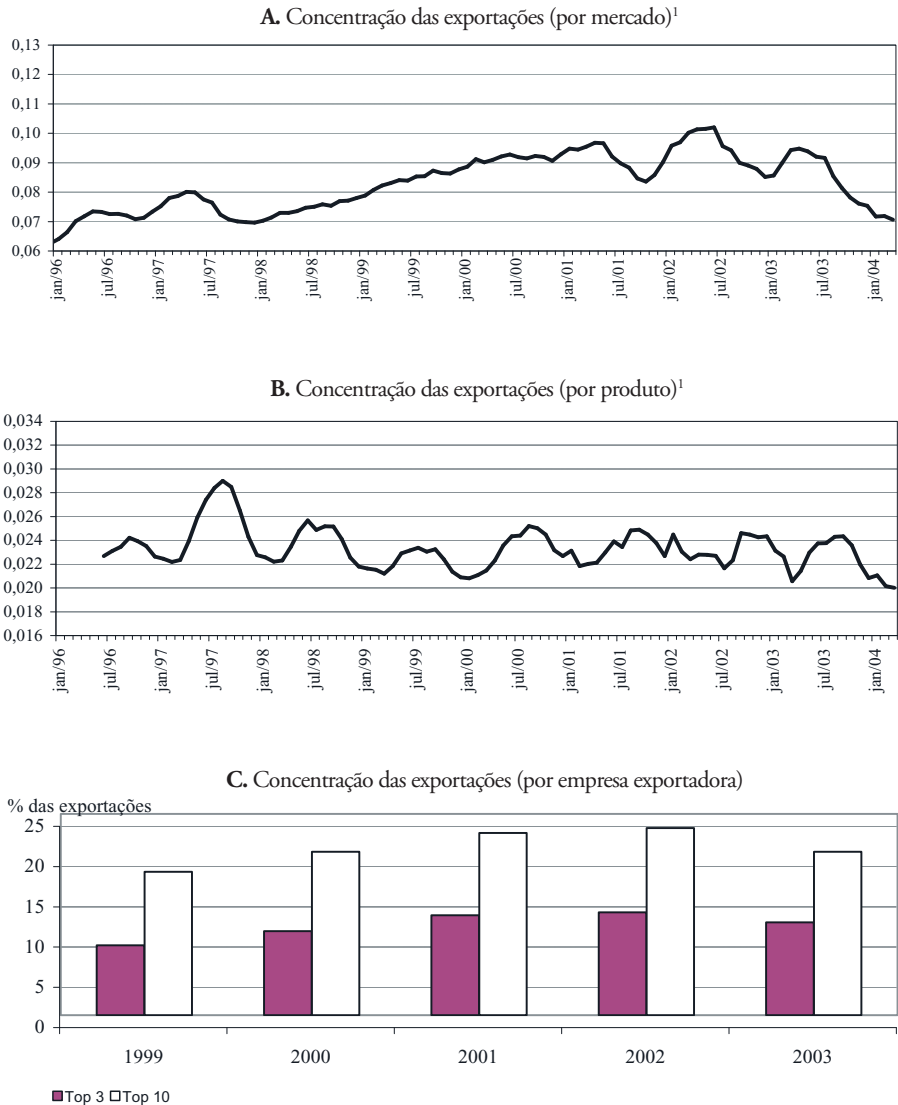 A. Concentração das exportações (por mercado)¹
0,13
0,12
0,11
0,10
0,09
0,08
0,07
0,06
jan/96
jul/96
jan/97
jul/97
jan/98
jul/98
jan/99
jul/99
jan/00
jul/00
jan/01
jul/01
jan/02
jul/02
jan/03
jul/03
jan/04
B. Concentração das exportações (por produto)¹
0,034
0,032
0,030
0,028
0,026
0,024
0,022
0,020
0,018
0,016
jan/96
jul/96
jan/97
jul/97
jan/98
jul/98
jan/99
jul/99
jan/00
jul/00
jan/01
jul/01
jan/02
jul/02
jan/03
jul/03
jan/04
C. Concentração das exportações (por empresa exportadora)
% das exportações
25
20
15
10
5
0
1999 2000 2001 2002 2003
Top 3 Top 10